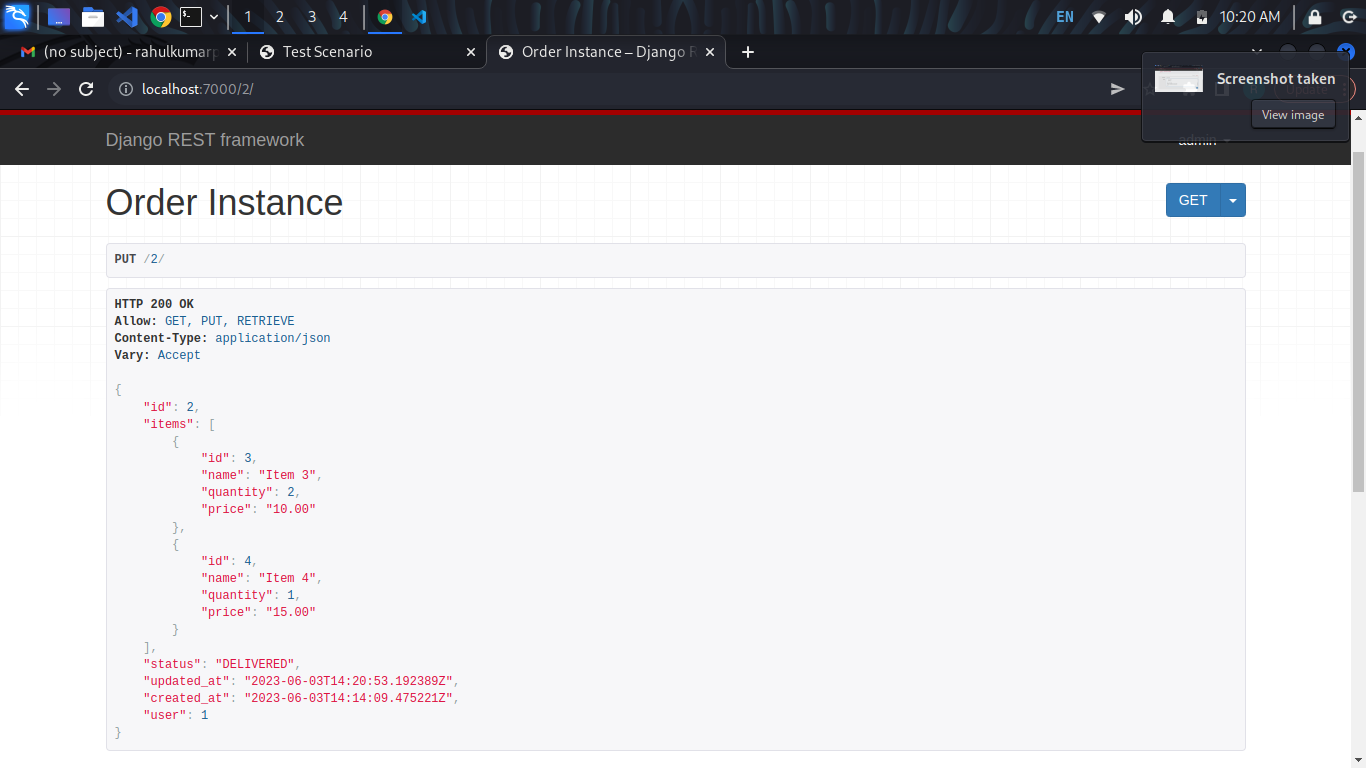 1 2 3 4 EN 10:20 AM
(no subject) - rahulkumarp Test Scenario Order Instance – Django R
localhost:7000/2/
Screenshot taken
View image
Django REST framework
admin
Order Instance
GET
PUT /2/
HTTP 200 OK
Allow: GET, PUT, RETRIEVE
Content-Type: application/json
Vary: Accept
{
"id": 2,
"items": [
{
"id": 3,
"name": "Item 3",
"quantity": 2,
"price": "10.00"
},
{
"id": 4,
"name": "Item 4",
"quantity": 1,
"price": "15.00"
}
],
"status": "DELIVERED",
"updated_at": "2023-06-03T14:20:53.192389Z",
"created_at": "2023-06-03T14:14:09.475221Z",
"user": 1
}